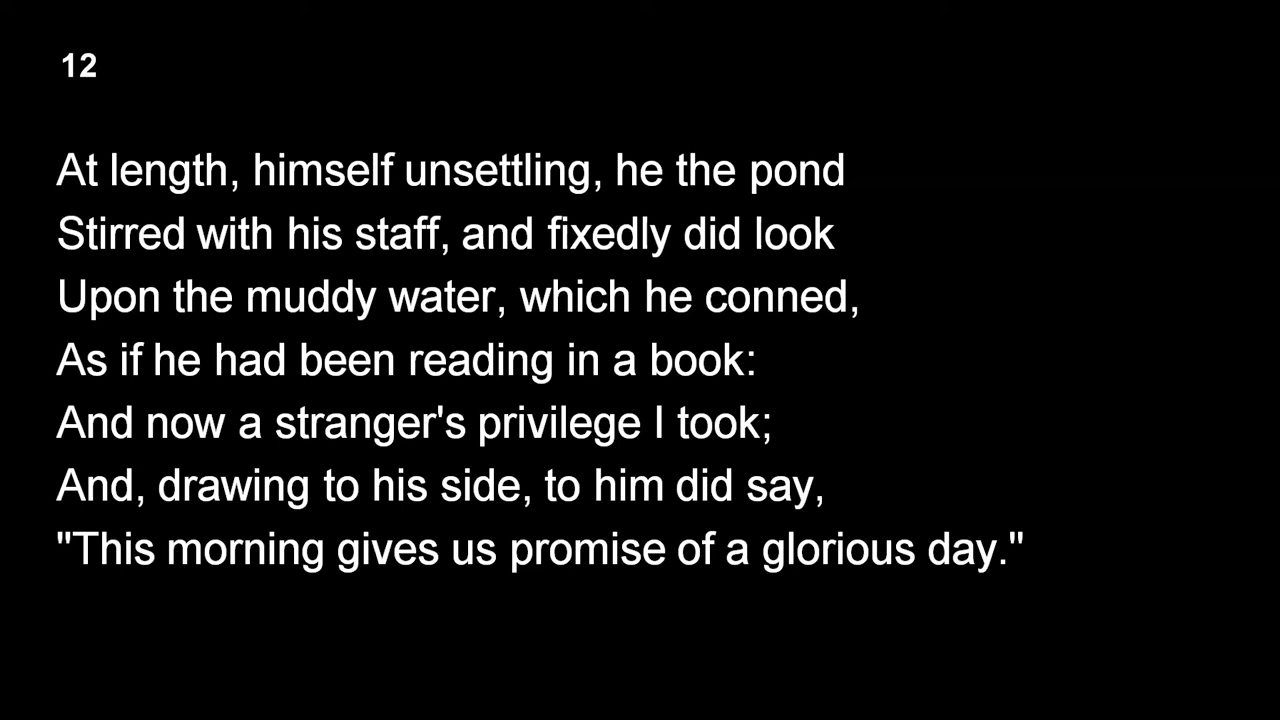 12
At length, himself unsettling, he the pond
Stirred with his staff, and fixedly did look
Upon the muddy water, which he conned,
As if he had been reading in a book:
And now a stranger's privilege I took;
And, drawing to his side, to him did say,
"This morning gives us promise of a glorious day."